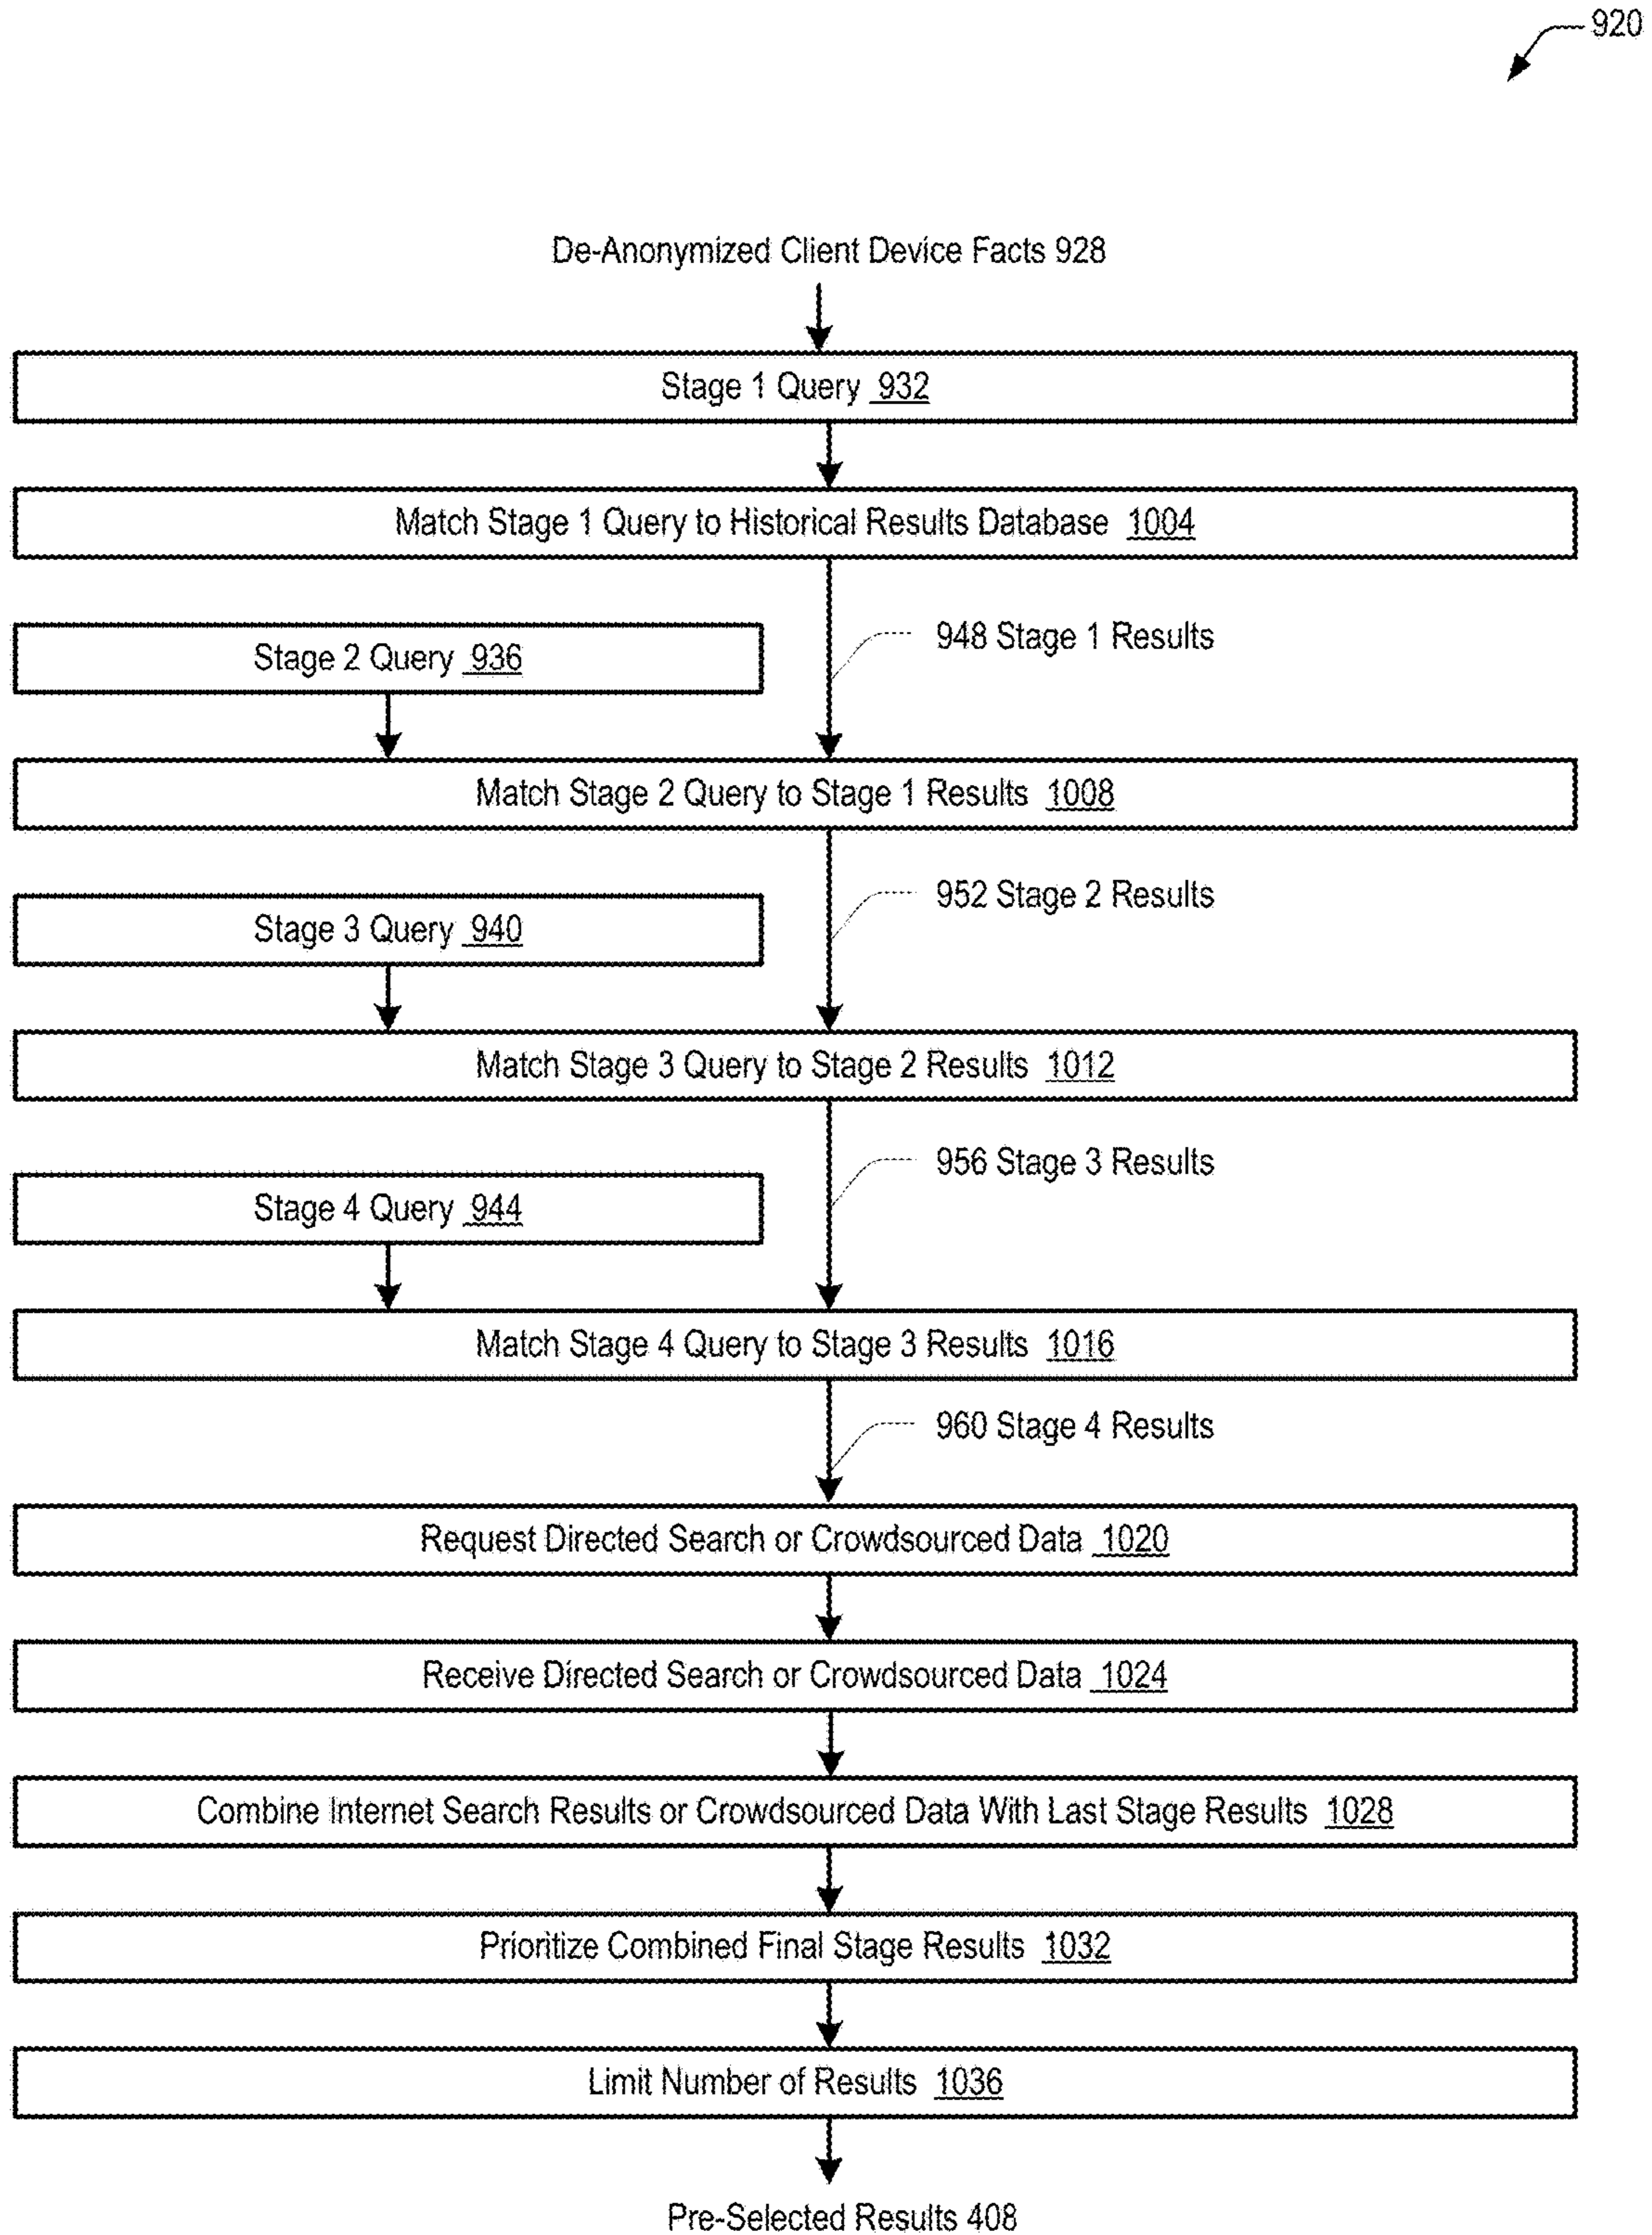 920
De-Anonymized Client Device Facts 928
Stage 1 Query 932
Match Stage 1 Query to Historical Results Database 1004
948 Stage 1 Results
Stage 2 Query 936
Match Stage 2 Query to Stage 1 Results 1008
952 Stage 2 Results
Stage 3 Query 940
Match Stage 3 Query to Stage 2 Results 1012
956 Stage 3 Results
Stage 4 Query 944
Match Stage 4 Query to Stage 3 Results 1016
960 Stage 4 Results
Request Directed Search or Crowdsourced Data 1020
Receive Directed Search or Crowdsourced Data 1024
Combine Internet Search Results or Crowdsourced Data With Last Stage Results 1028
Prioritize Combined Final Stage Results 1032
Limit Number of Results 1036
Pre-Selected Results 408